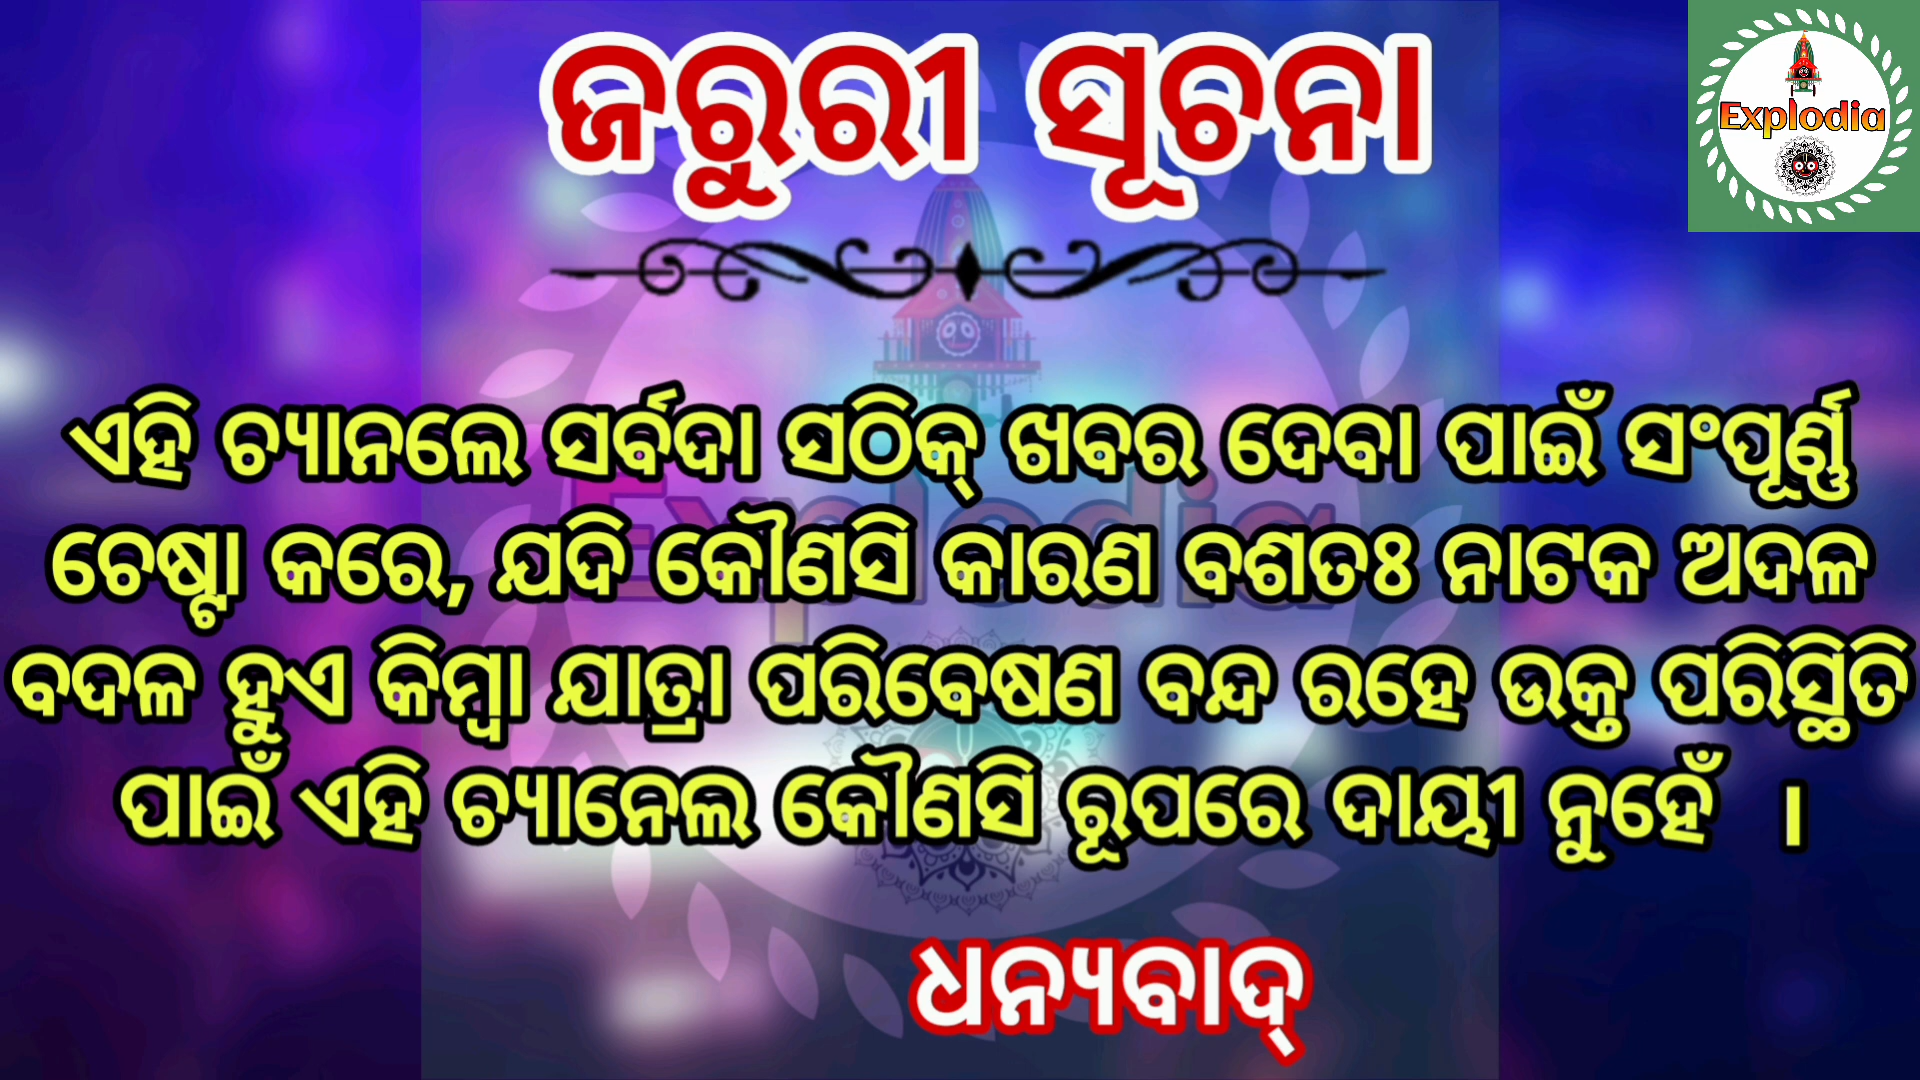 ଜରୁରୀ ସୂଚନା
Explodia
ଏହି ଚ୍ୟାନଲେ ସର୍ବଦା ସଠିକ୍ ଖବର ଦେବା ପାଇଁ ସଂପୂର୍ଣ୍ଣ
ଚେଷ୍ଟା କରେ, ଯଦି କୌଣସି କାରଣ ବଶତଃ ନାଟକ ଅଦଳ
ବଦଳ ହୁଏ କିମ୍ବା ଯାତ୍ରା ପରିବେଷଣ ବନ୍ଦ ରହେ ଉକ୍ତ ପରିସ୍ଥିତି
ପାଇଁ ଏହି ଚ୍ୟାନେଲ କୌଣସି ରୂପରେ ଦାୟୀ ନୁହେଁ ।
Explodia
ଧନ୍ୟବାଦ୍